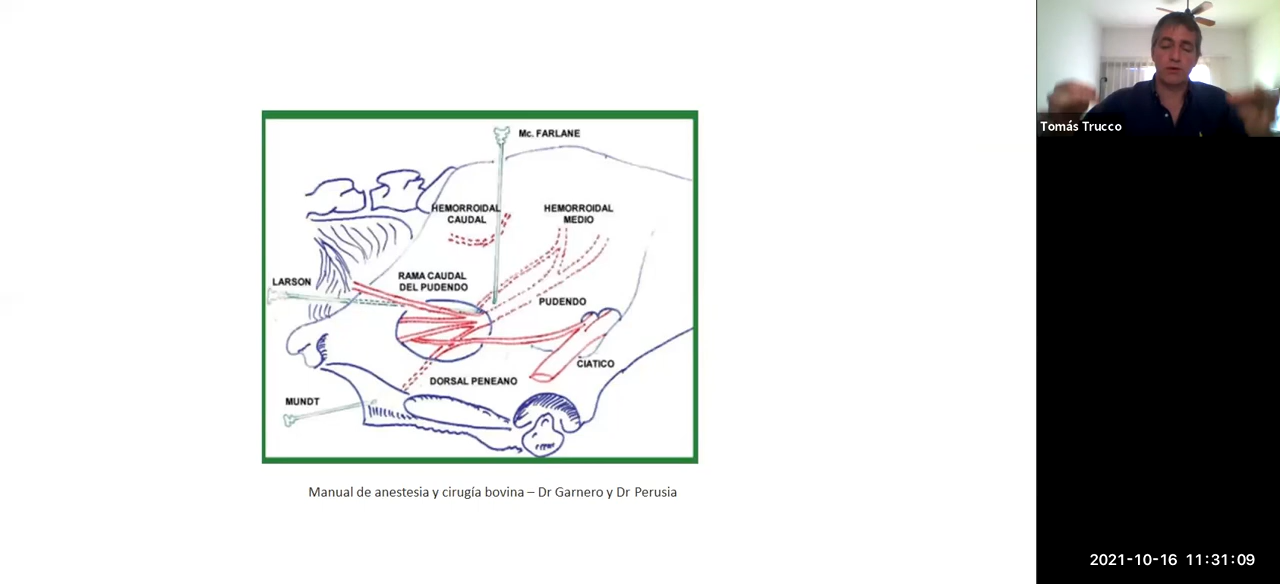 Mc. FARLANE
HEMORROIDAL
CAUDAL
HEMORROIDAL
MEDIO
LARSON
RAMA CAUDAL
DEL PUDENDO
PUDENDO
CIATICO
DORSAL PENEANO
MUNDT
Manual de anestesia y cirugía bovina – Dr Garnero y Dr Perusia
Tomás Trucco
2021-10-16 11:31:09